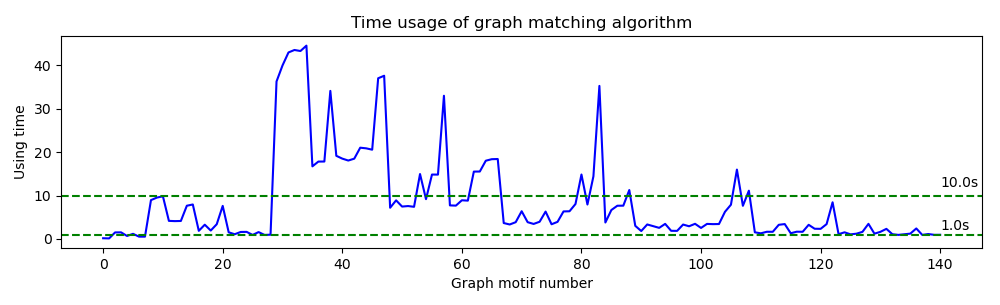 Time usage of graph matching algorithm
Using time
40
30
20
10
0
10.0s
1.0s
0 20 40 60 80 100 120 140
Graph motif number